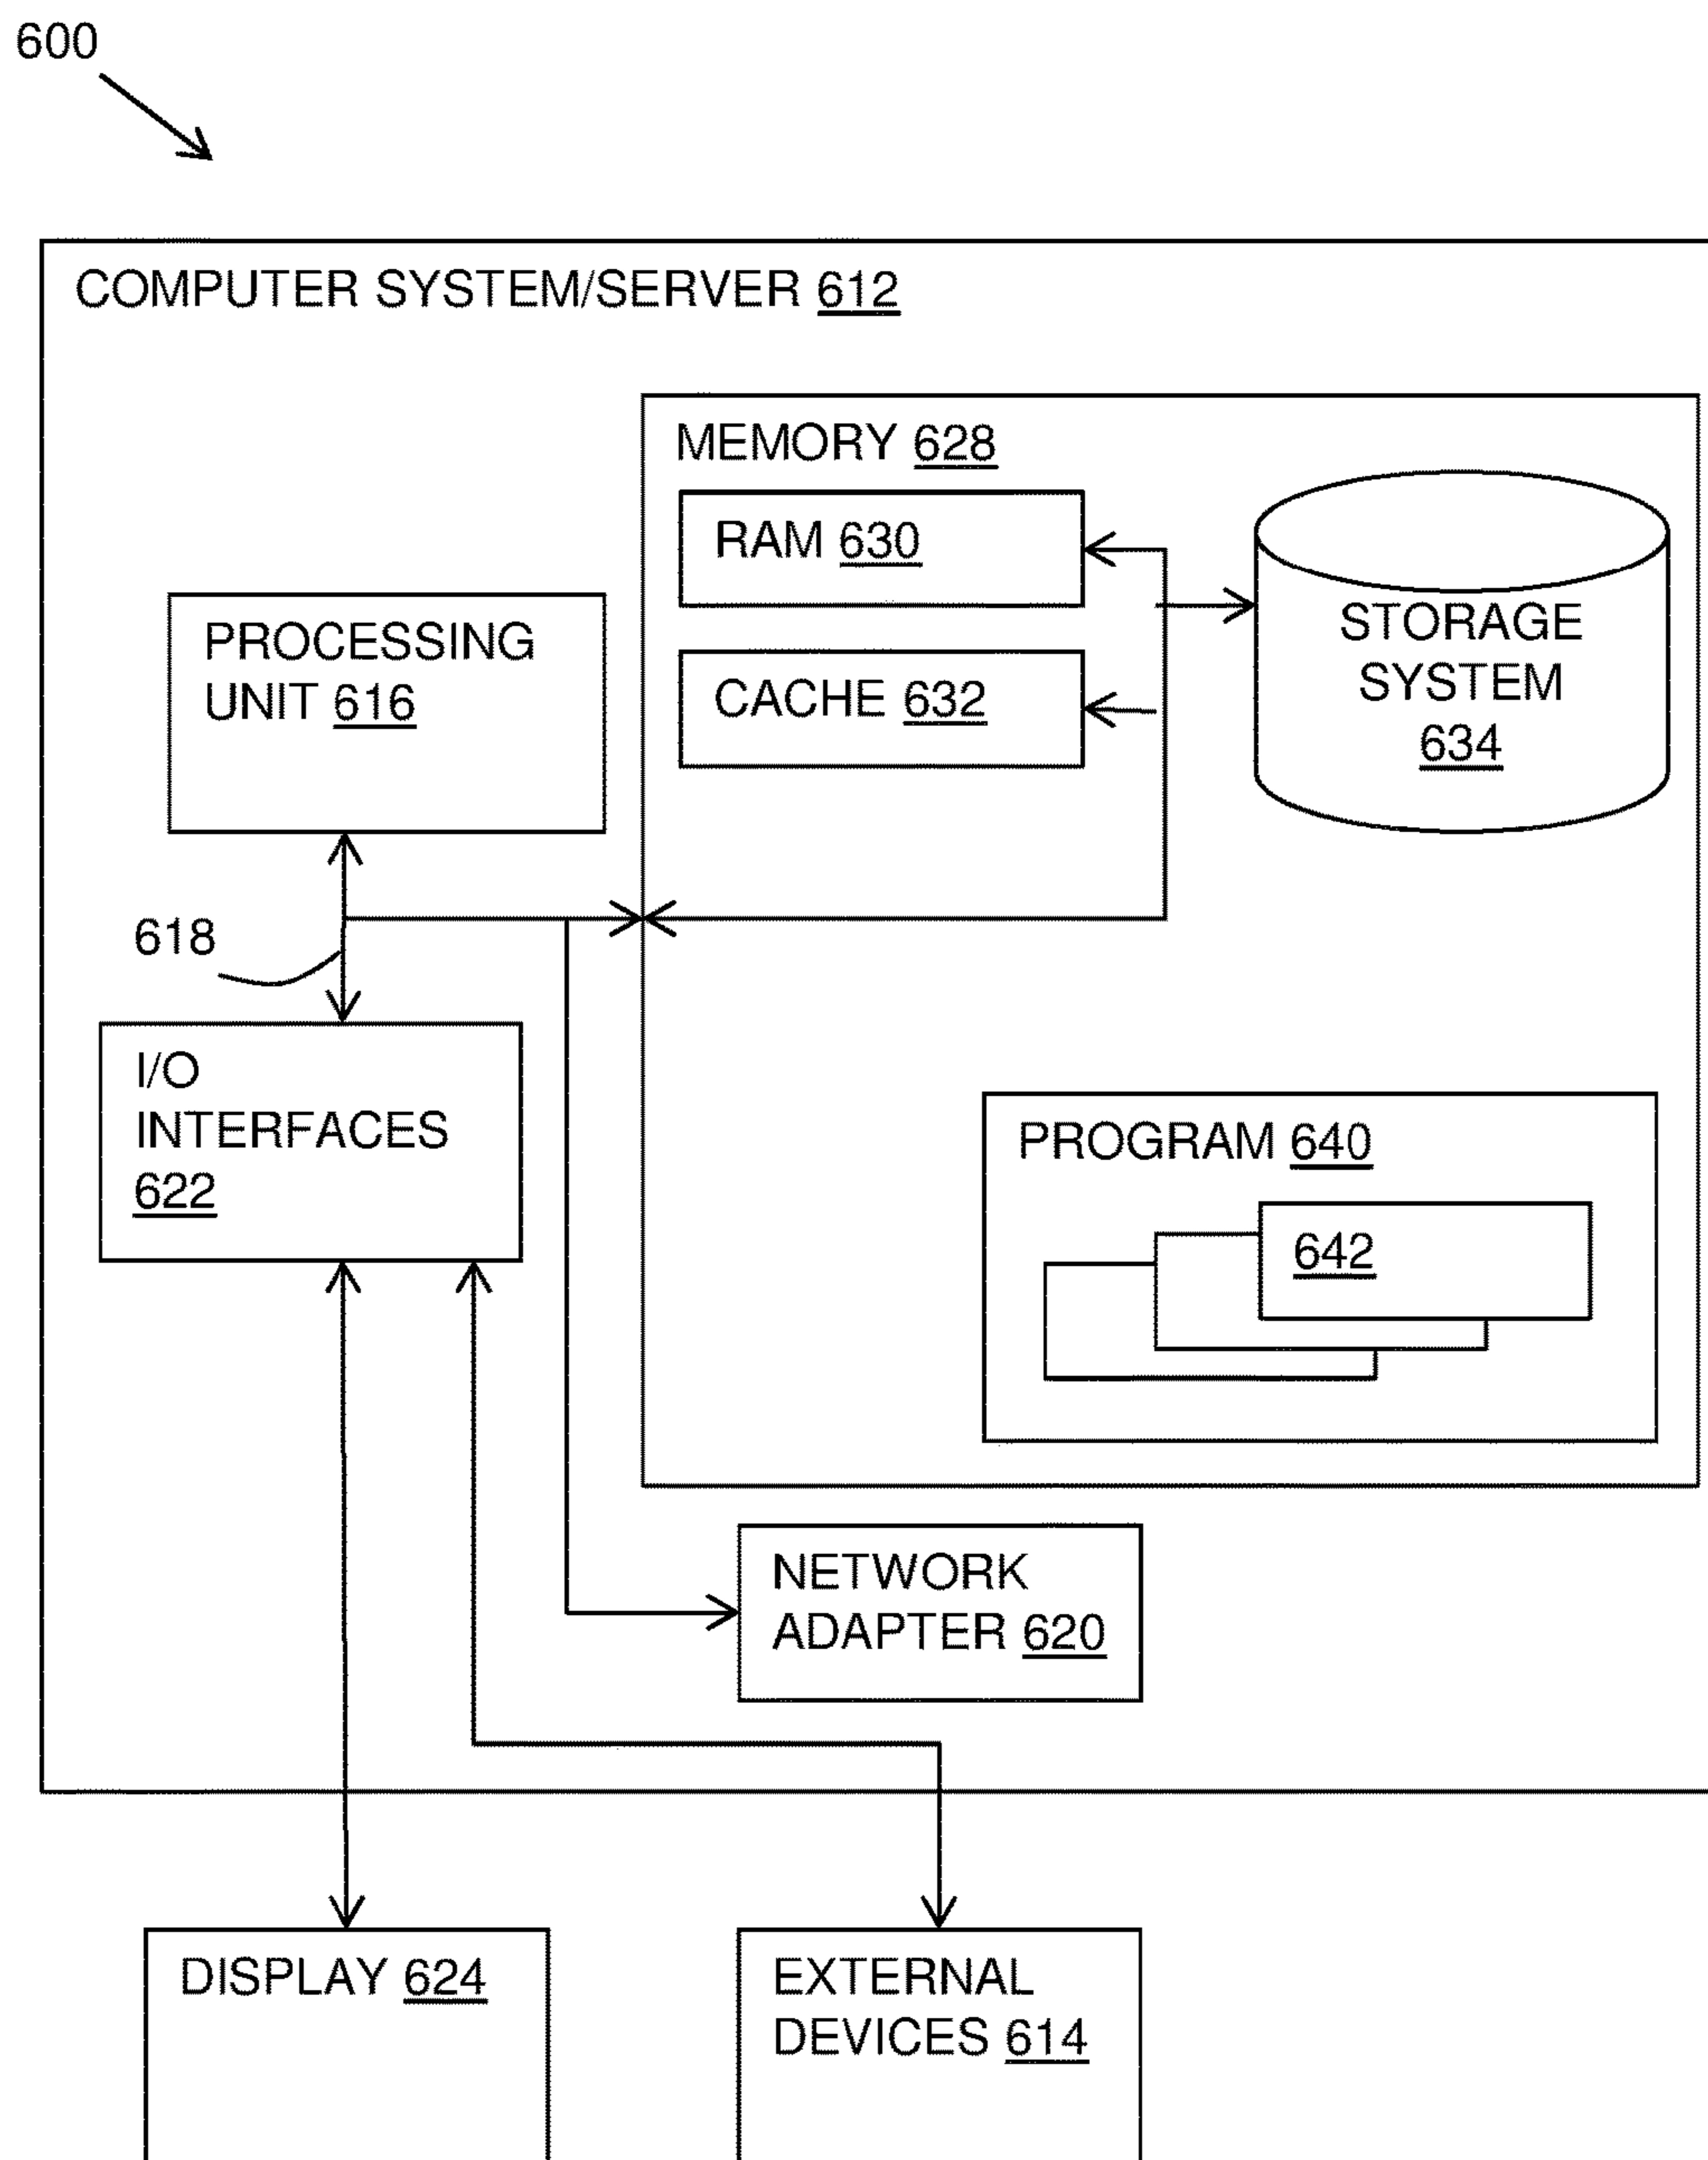 600
COMPUTER SYSTEM/SERVER 612
MEMORY 628
RAM 630
CACHE 632
STORAGE
SYSTEM
634
PROCESSING
UNIT 616
618
I/O
INTERFACES
622
PROGRAM 640
642
NETWORK
ADAPTER 620
DISPLAY 624
EXTERNAL
DEVICES 614